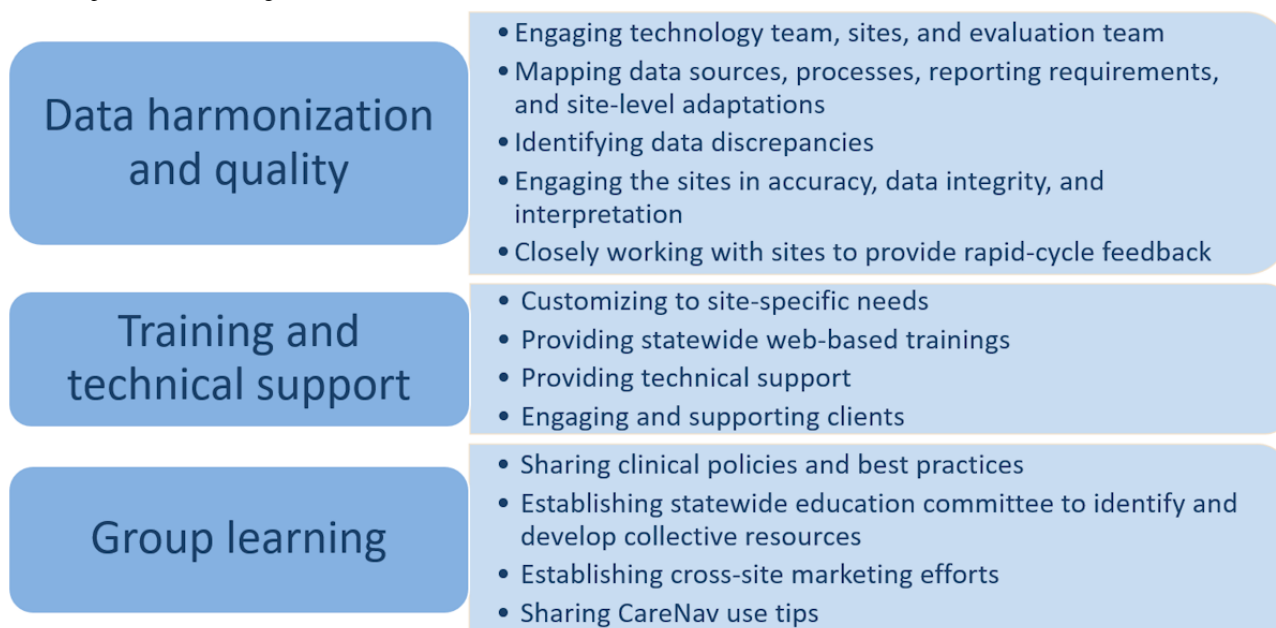 Data harmonization
and quality
• Engaging technology team, sites, and evaluation team
• Mapping data sources, processes, reporting requirements,
and site-level adaptations
• Identifying data discrepancies
• Engaging the sites in accuracy, data integrity, and
interpretation
• Closely working with sites to provide rapid-cycle feedback
Training and
technical support
• Customizing to site-specific needs
• Providing statewide web-based trainings
• Providing technical support
• Engaging and supporting clients
Group learning
• Sharing clinical policies and best practices
• Establishing statewide education committee to identify and
develop collective resources
• Establishing cross-site marketing efforts
• Sharing CareNav use tips